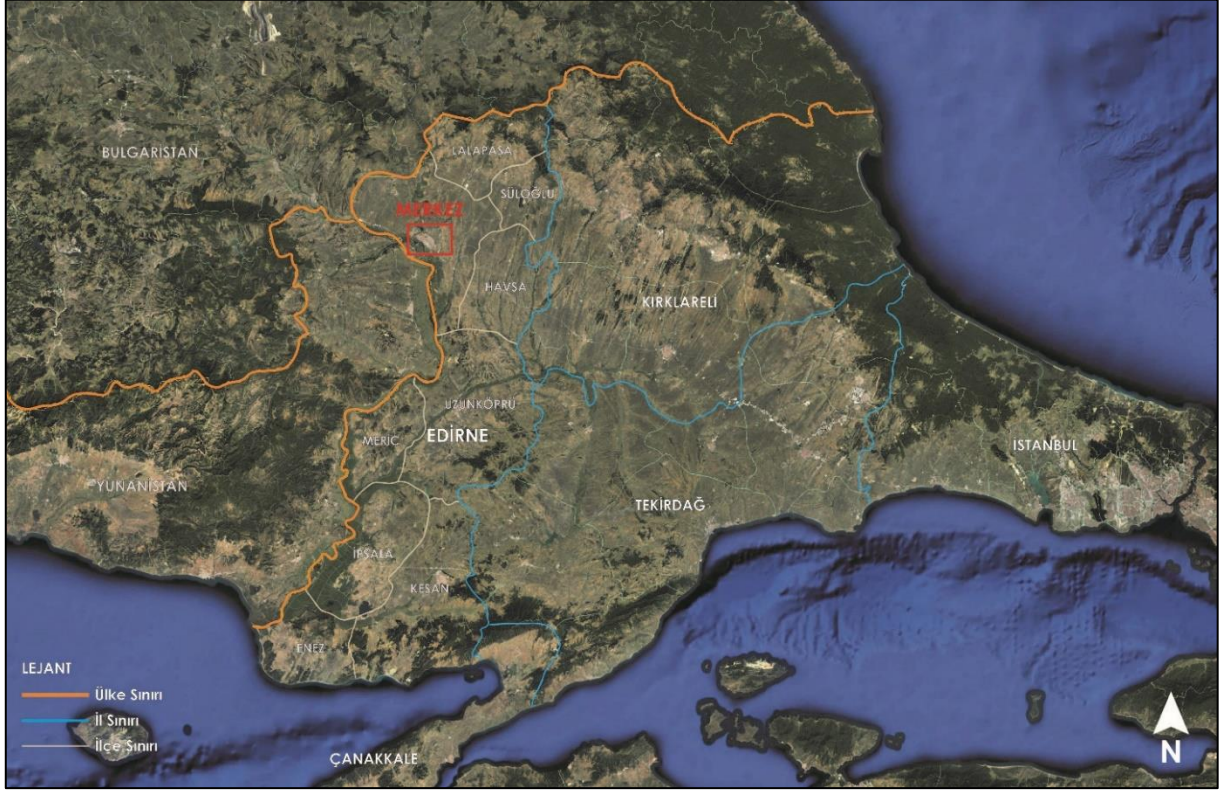 BULGARİSTAN
LALAPAŞA
SÜLOĞLU
MERKEZ
HAVSA
KIRKLARELİ
UZUNKÖPRÜ
MERİÇ
EDİRNE
İSTANBUL
YUNANİSTAN
TEKİRDAĞ
İPSALA
KEŞAN
ENEZ
LEJANT
Ülke Sınırı
İl Sınırı
İlçe Sınırı
ÇANAKKALE
N